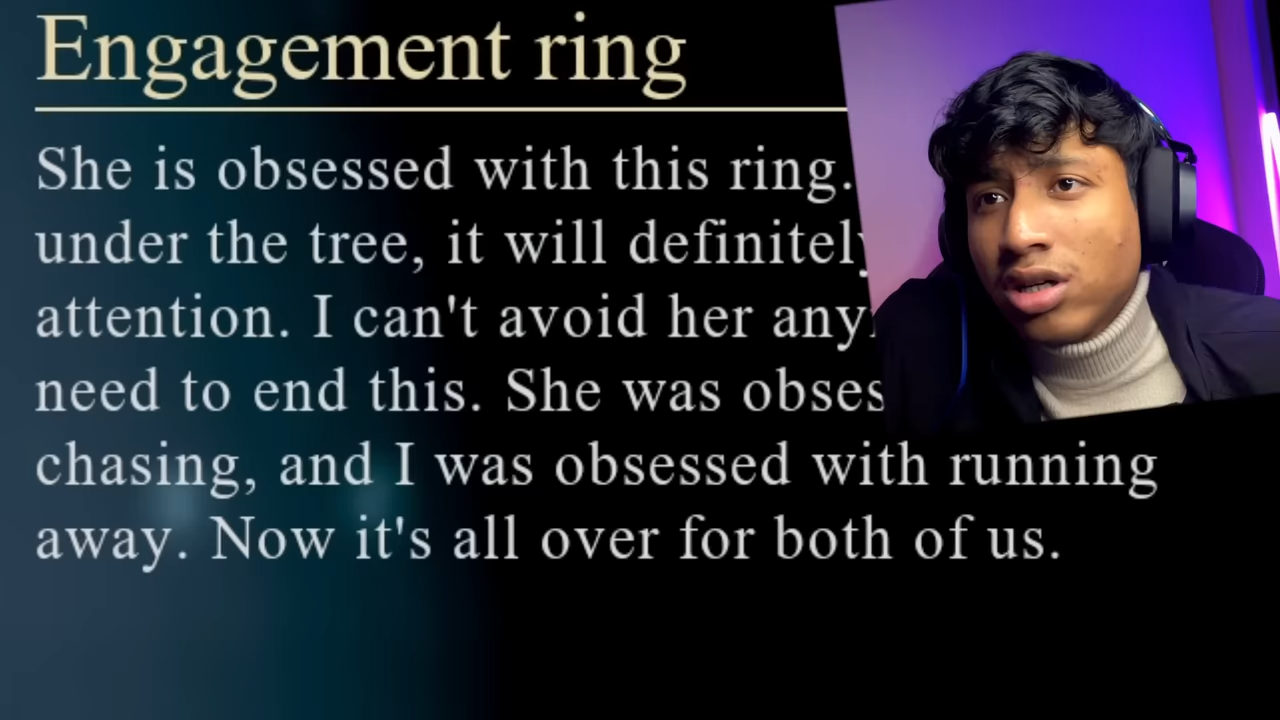 Engagement ring
She is obsessed with this ring.
under the tree, it will definitely
attention. I can't avoid her
need to end this. She was
chasing, and I was obsessed with running
away. Now it's all over for both of us.